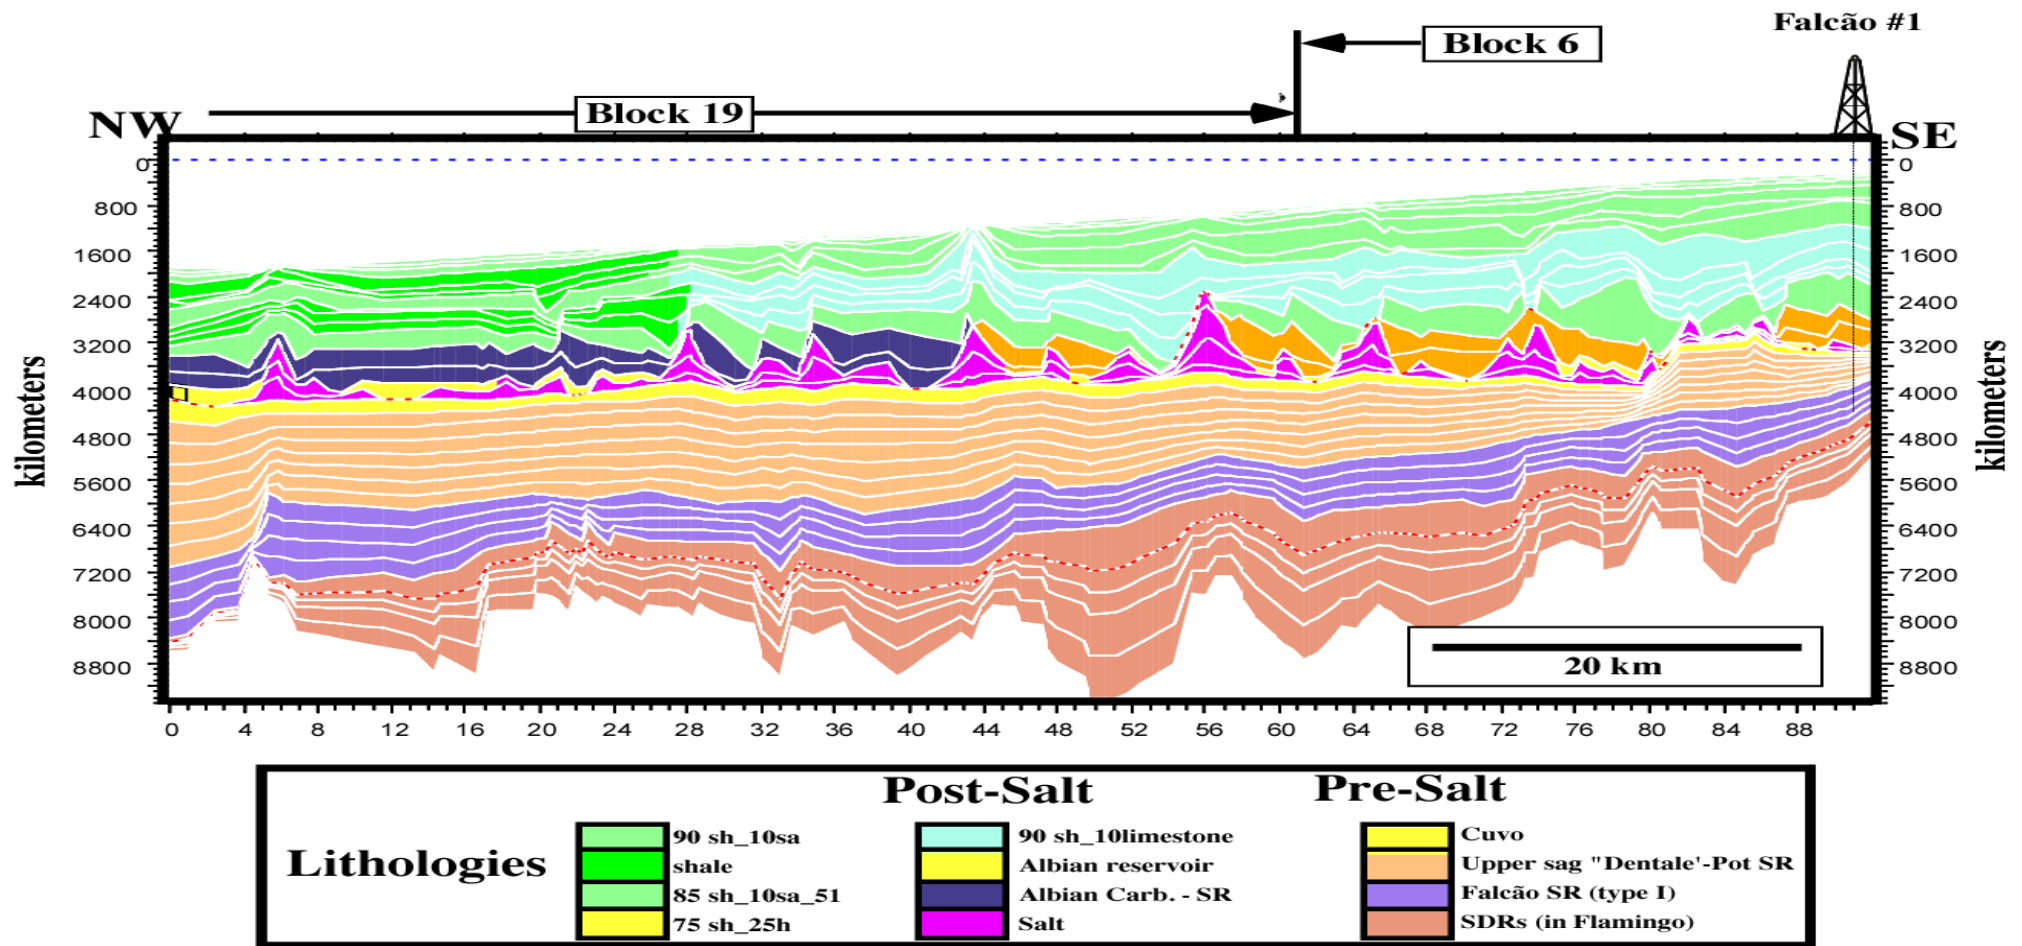 Falcão #1
Block 6
Block 19
NW
SE
0
0
800
800
1600
1600
2400
2400
3200
3200
4000
4000
4800
4800
5600
5600
6400
6400
7200
7200
8000
8000
8800
8800
kilometers
kilometers
20 km
0 4 8 12 16 20 24 28 32 36 40 44 48 52 56 60 64 68 72 76 80 84 88
Lithologies
Post-Salt
Pre-Salt
90 sh_10sa
shale
85 sh_10sa_51
75 sh_25h
90 sh_10limestone
Albian reservoir
Albian Carb. - SR
Salt
Cuvo
Upper sag "Dentale'-Pot SR
Falcão SR (type I)
SDRs (in Flamingo)